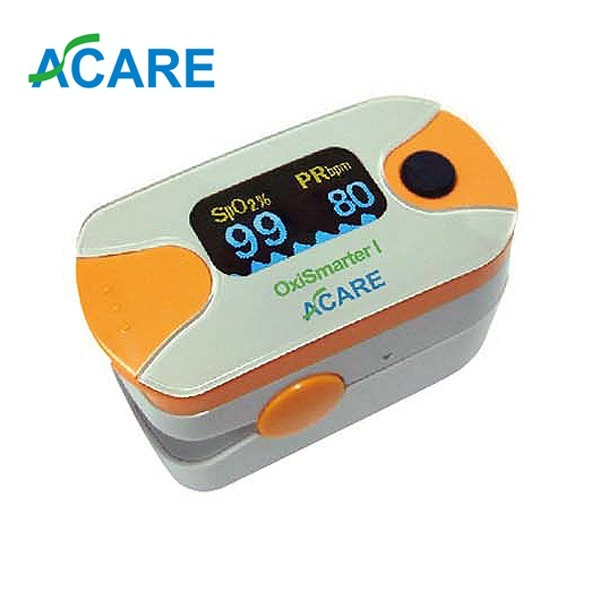 ACARE
SpO2% PRbpm
99 80
OxiSmarter I
ACARE